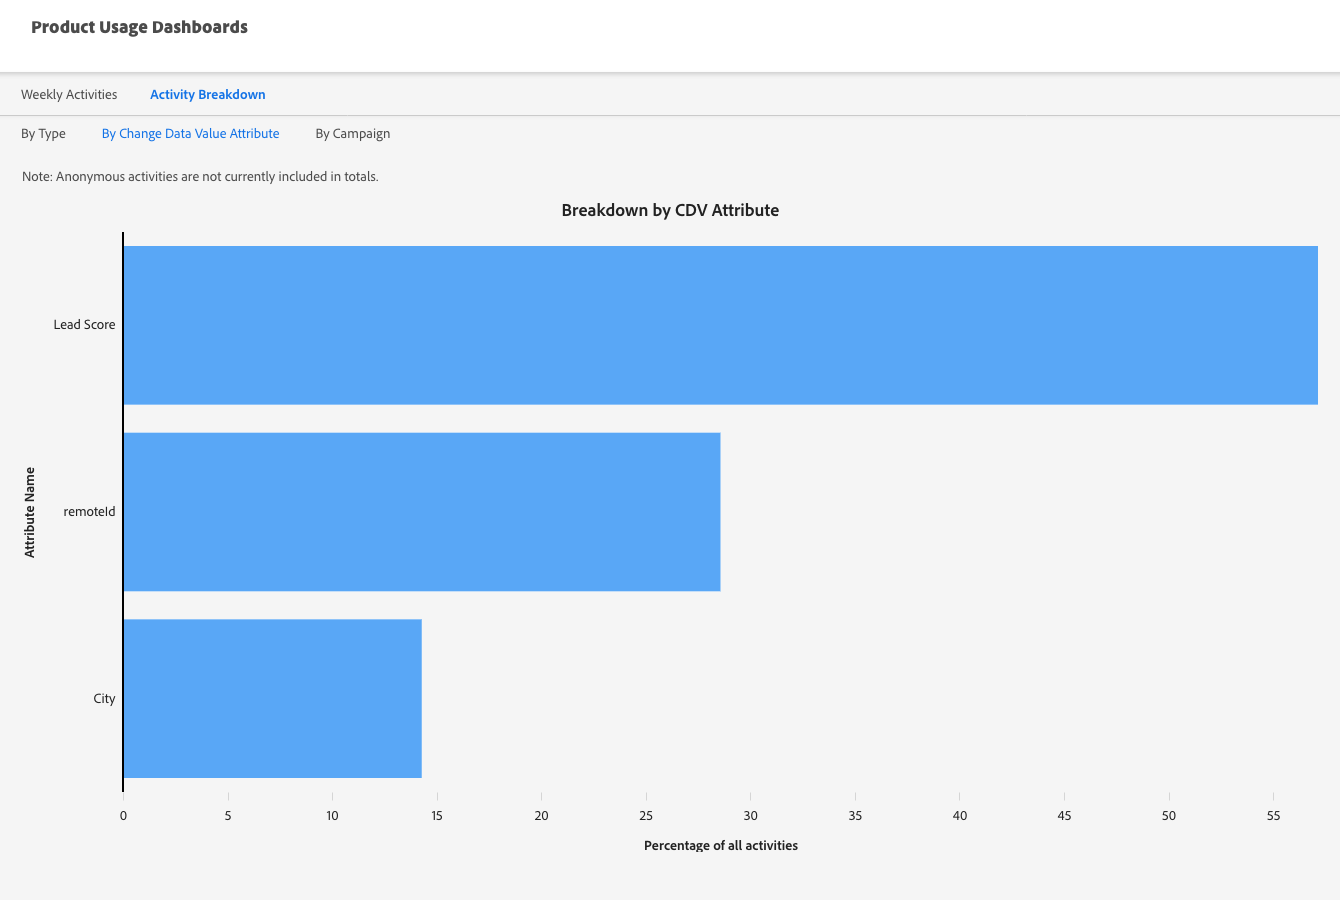 Product Usage Dashboards
Weekly Activities Activity Breakdown
By Type By Change Data Value Attribute By Campaign
Note: Anonymous activities are not currently included in totals.
Breakdown by CDV Attribute
Attribute Name
Lead Score
remoteId
City
0 5 10 15 20 25 30 35 40 45 50 55
Percentage of all activities